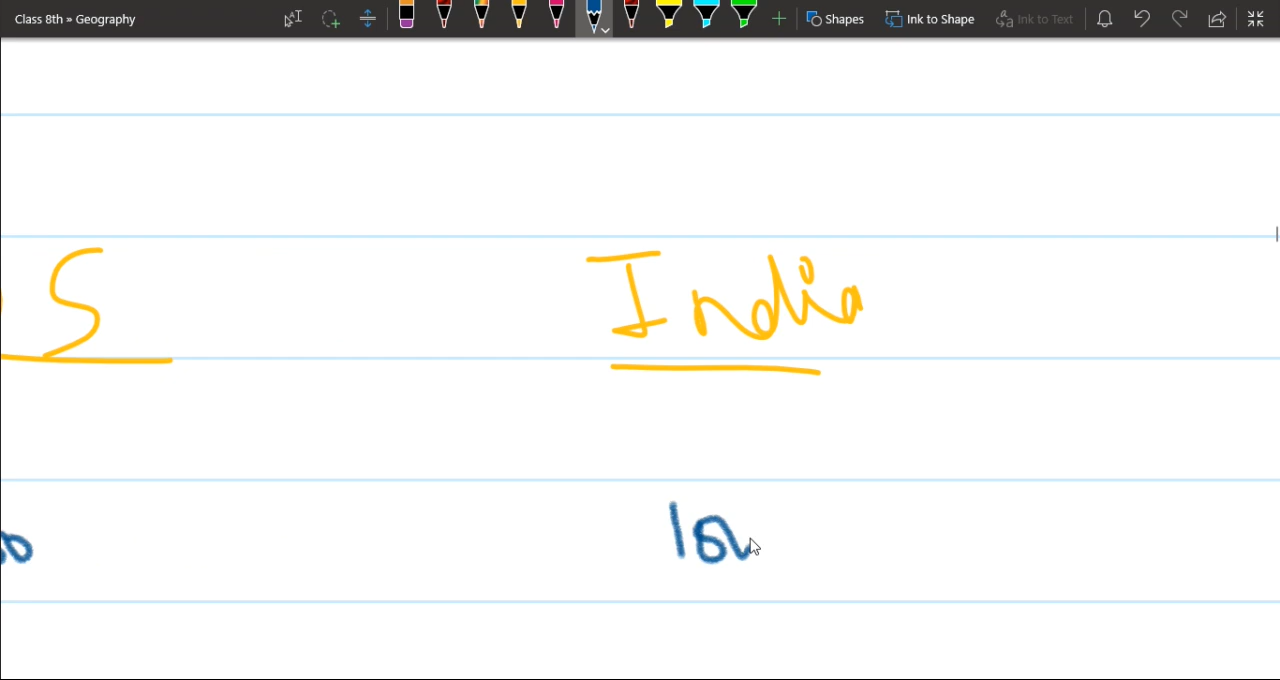 Class 8th » Geography
Shapes
Ink to Shape
Ink to Text
S India